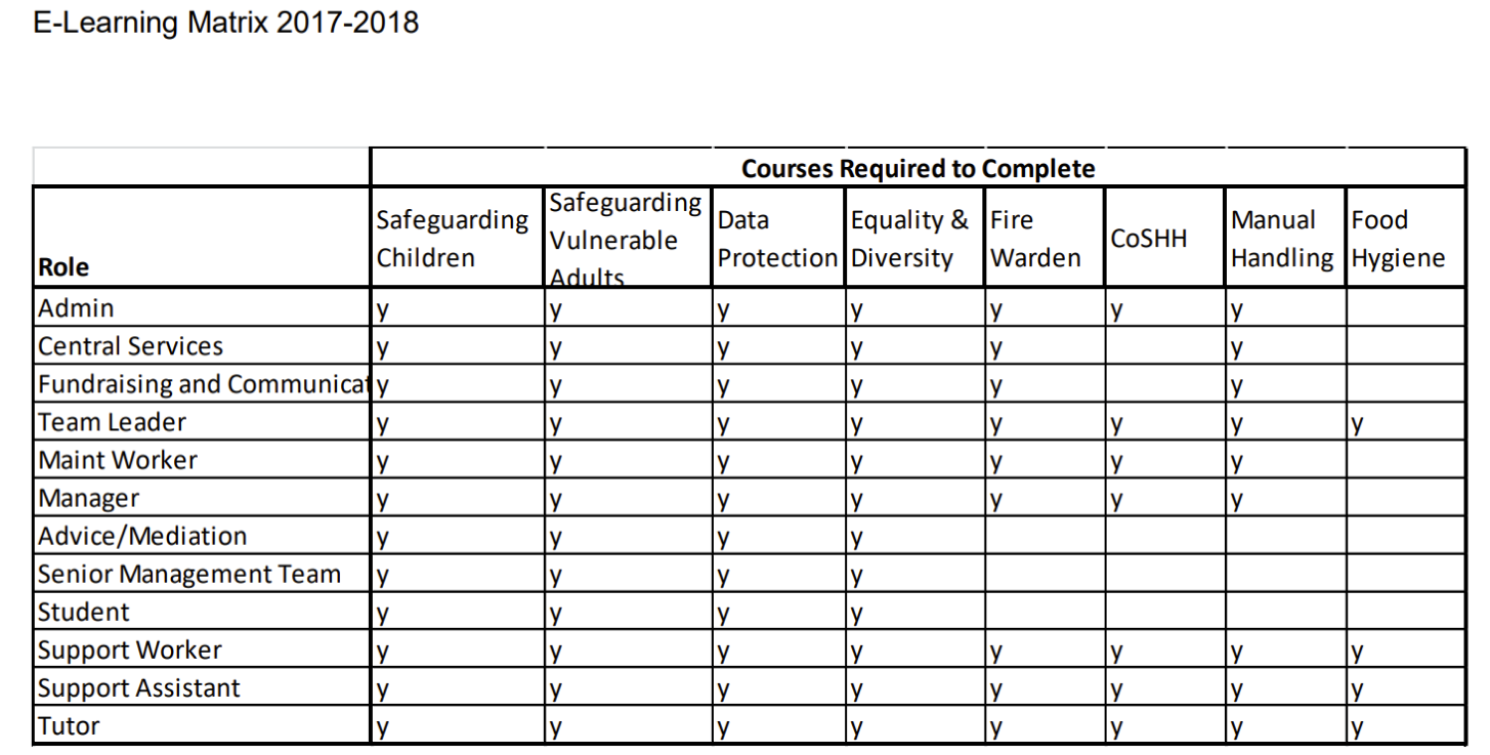 E-Learning Matrix 2017-2018
Courses Required to Complete
Role Safeguarding Children Safeguarding Vulnerable Adults Data Protection Equality & Diversity Fire Warden CoSHH Manual Handling Food Hygiene
Admin y y y y y y y
Central Services y y y y y y
Fundraising and Communicat y y y y y y
Team Leader y y y y y y y y
Maint Worker y y y y y y y
Manager y y y y y y y
Advice/Mediation y y y y
Senior Management Team y y y y
Student y y y y
Support Worker y y y y y y y y
Support Assistant y y y y y y y y
Tutor y y y y y y y y